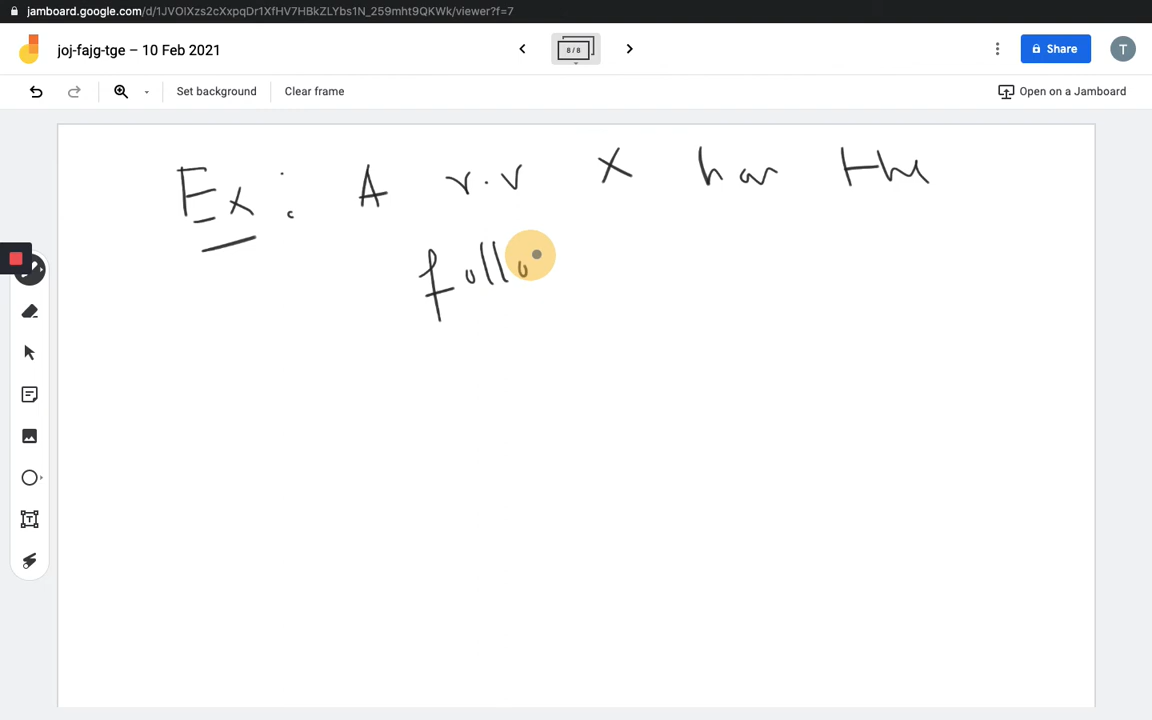 jamboard.google.com/d/1JVOlXzs2cXxpqDr1XfHV7HBkZLYbs1N_259mht9QKWk/viewer?f=7
joj-fajg-tge – 10 Feb 2021
8 / 8
Share
T
Set background
Clear frame
Open on a Jamboard
Ex: A r.v X has the
follo